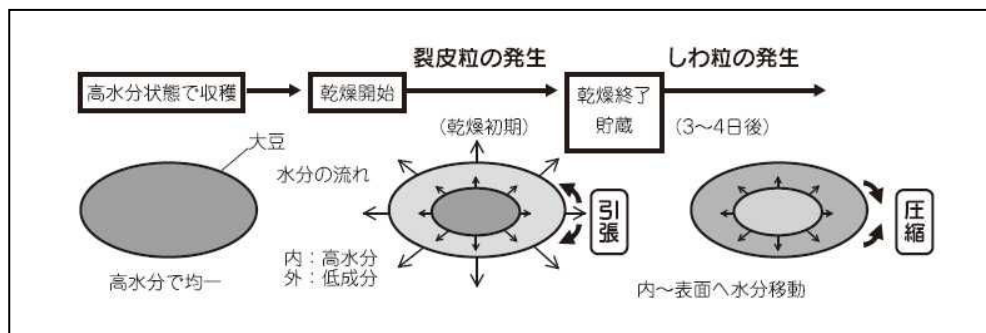 裂皮粒の発生
しわ粒の発生
高水分状態で収穫
乾燥開始
乾燥終了
貯蔵
(乾燥初期)
(3〜4日後)
大豆
水分の流れ
引張
圧縮
内:高水分
外:低成分
高水分で均一
内〜表面へ水分移動